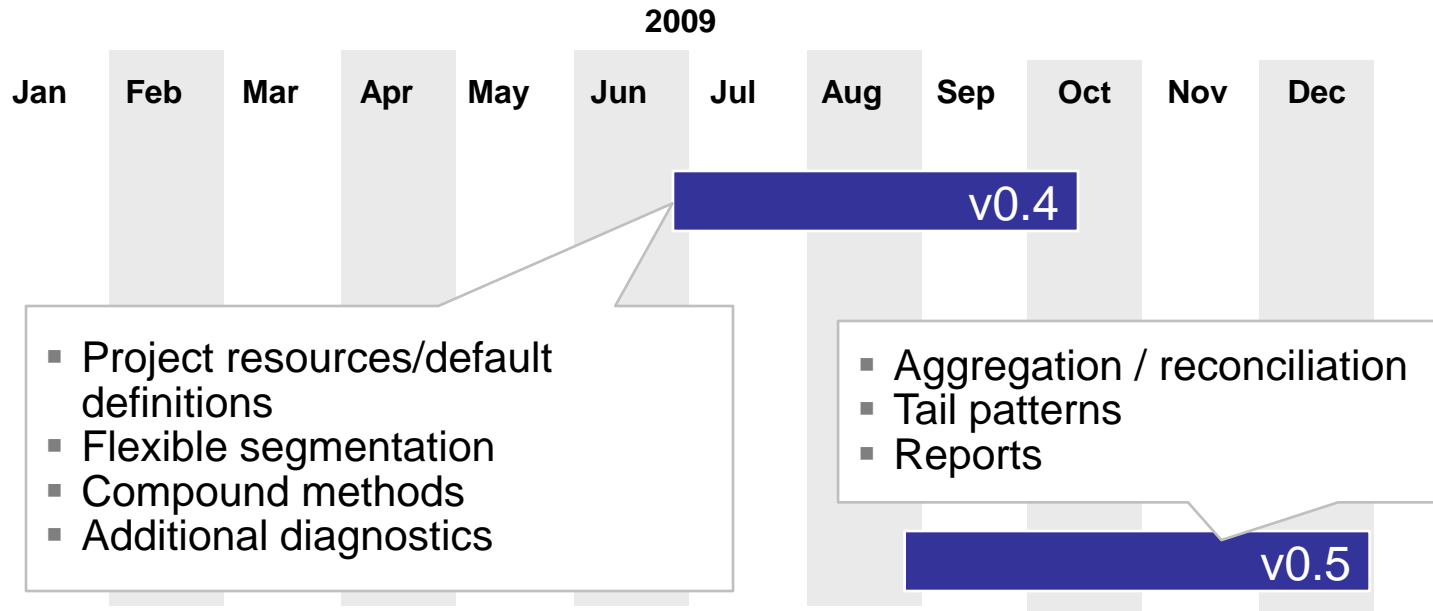 2009
Jan Feb Mar Apr May Jun Jul Aug Sep Oct Nov Dec
v0.4
▪ Project resources/default
definitions
▪ Flexible segmentation
▪ Compound methods
▪ Additional diagnostics
▪ Aggregation / reconciliation
▪ Tail patterns
▪ Reports
v0.5